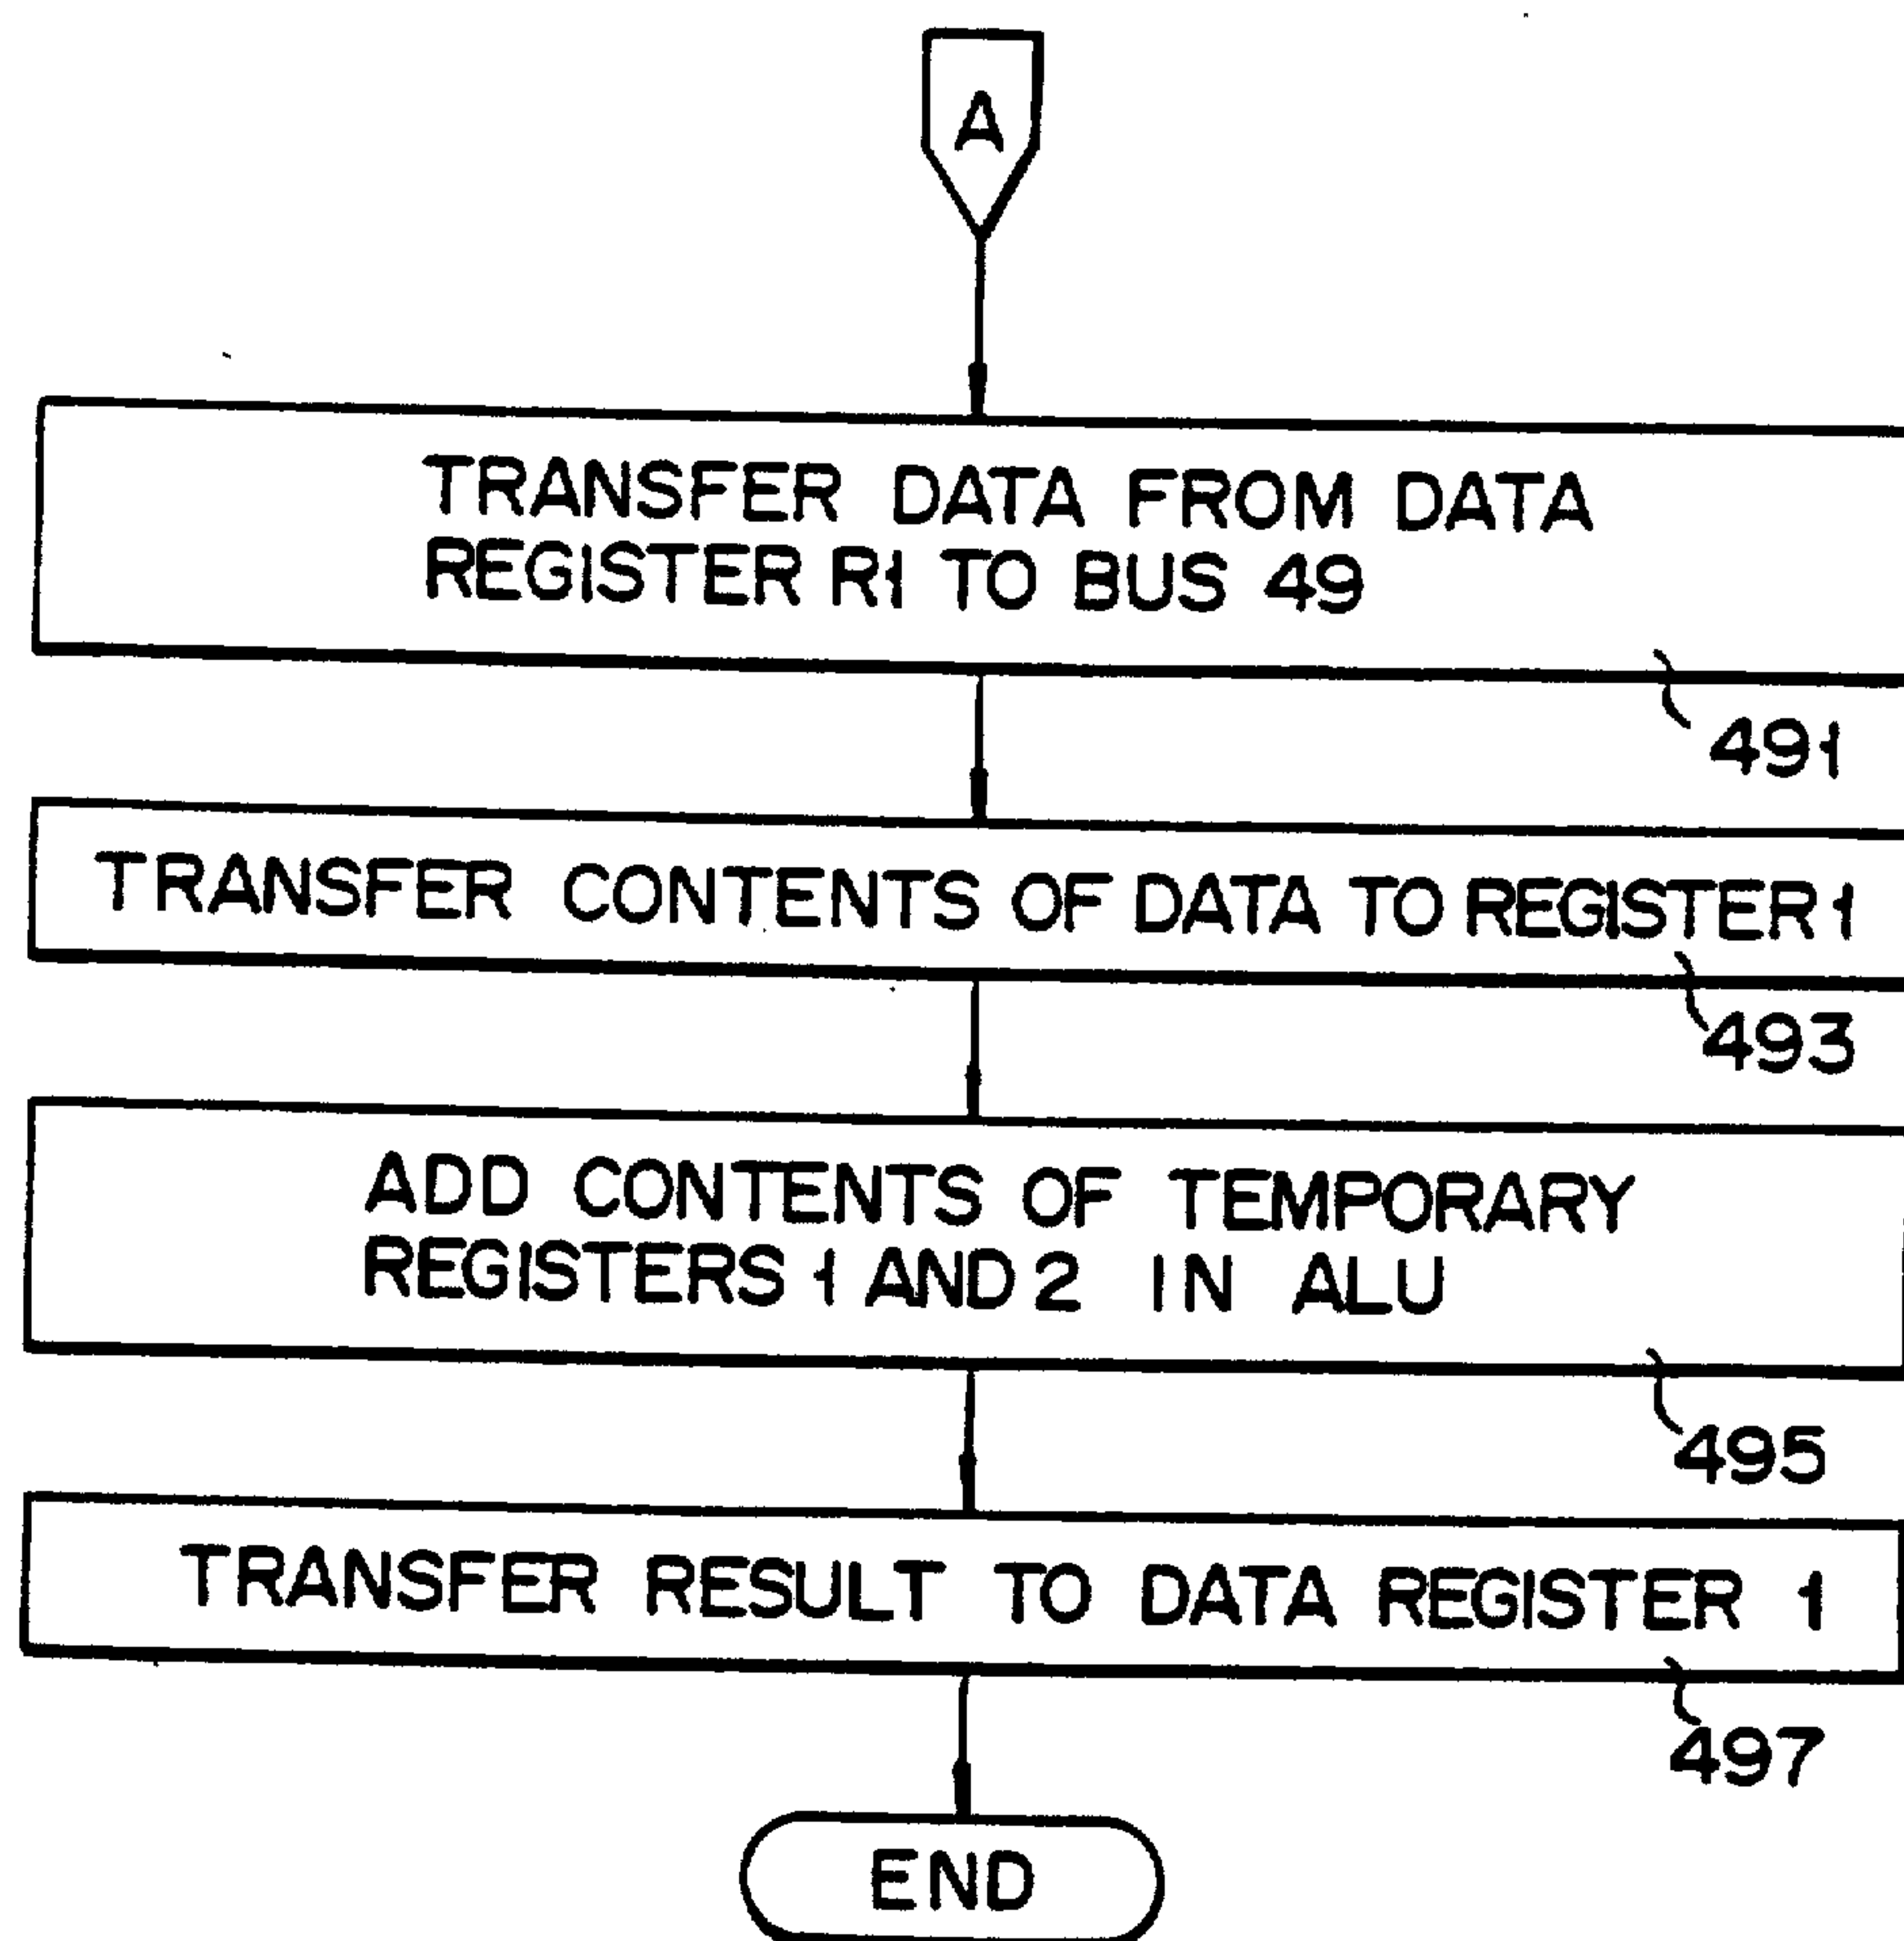 A
TRANSFER DATA FROM DATA
REGISTER R1 TO BUS 49
491
TRANSFER CONTENTS OF DATA TO REGISTER 1
493
ADD CONTENTS OF TEMPORARY
REGISTERS 1 AND 2 IN ALU
495
TRANSFER RESULT TO DATA REGISTER 1
497
END